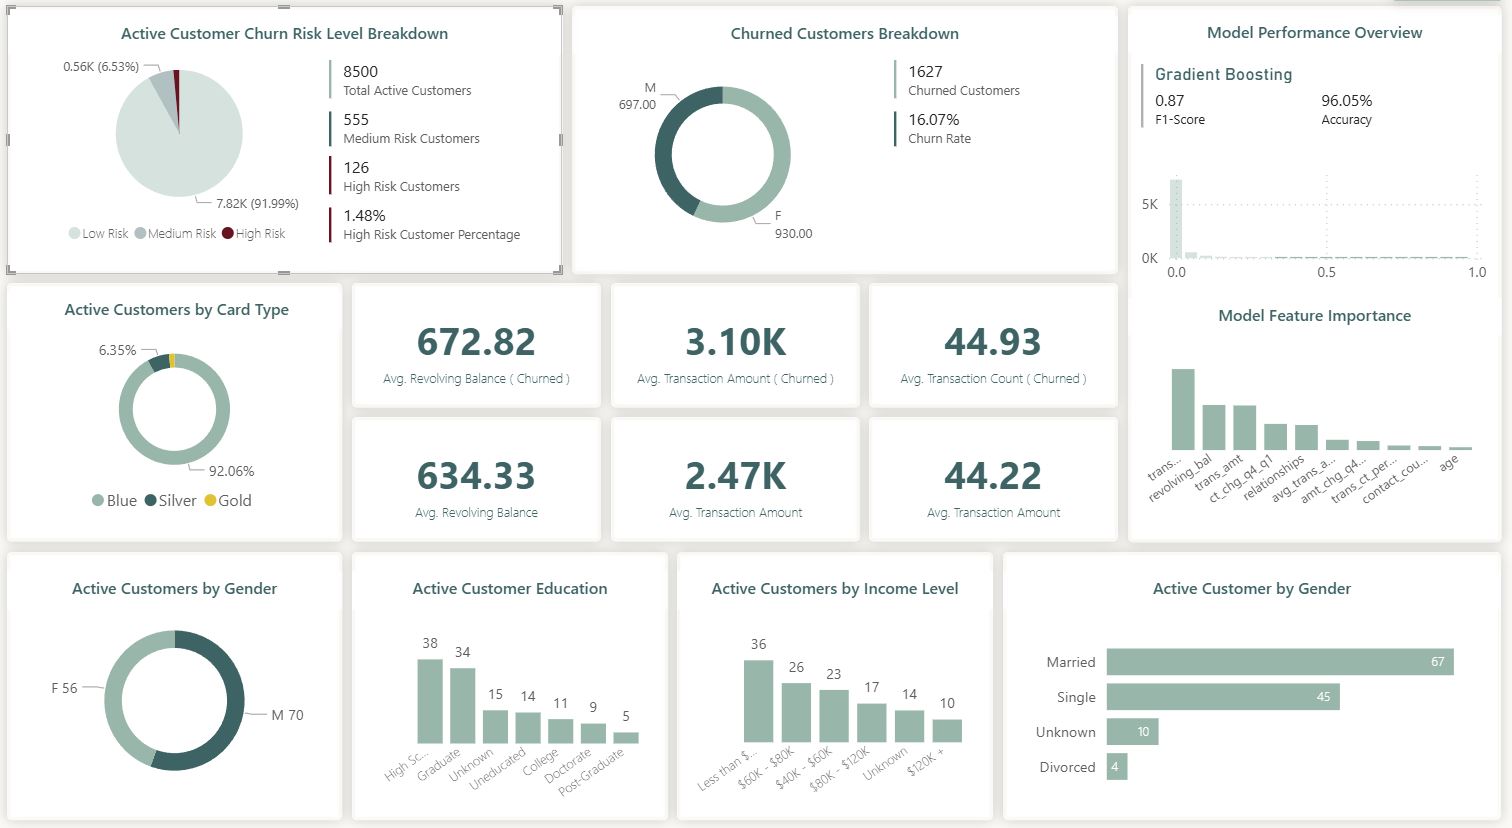 Active Customer Churn Risk Level Breakdown
0.56K (6.53%)
7.82K (91.99%)
Low Risk Medium Risk High Risk
8500
Total Active Customers
555
Medium Risk Customers
126
High Risk Customers
1.48%
High Risk Customer Percentage
Churned Customers Breakdown
M
697.00
F
930.00
1627
Churned Customers
16.07%
Churn Rate
Model Performance Overview
Gradient Boosting
0.87
F1-Score
96.05%
Accuracy
5K
0K
0.0 0.5 1.0
Model Feature Importance
trans...
revolving_bal
trans_amt
ct_chg_q4_q1
relationships
avg_trans_a...
amt_chg_q4...
trans_ct_per...
contact_cou...
age
Active Customers by Card Type
6.35%
92.06%
Blue Silver Gold
672.82
Avg. Revolving Balance ( Churned )
3.10K
Avg. Transaction Amount ( Churned )
44.93
Avg. Transaction Count ( Churned )
634.33
Avg. Revolving Balance
2.47K
Avg. Transaction Amount
44.22
Avg. Transaction Amount
Active Customers by Gender
F 56
M 70
Active Customer Education
38
34
15
14
11
9
5
High Sc...
Graduate
Unknown
Uneducated
College
Doctorate
Post-Graduate
Active Customers by Income Level
36
26
23
17
14
10
Less than $...
$60K - $80K
$40K - $60K
$80K - $120K
Unknown
$120K +
Active Customer by Gender
Married 67
Single 45
Unknown 10
Divorced 4